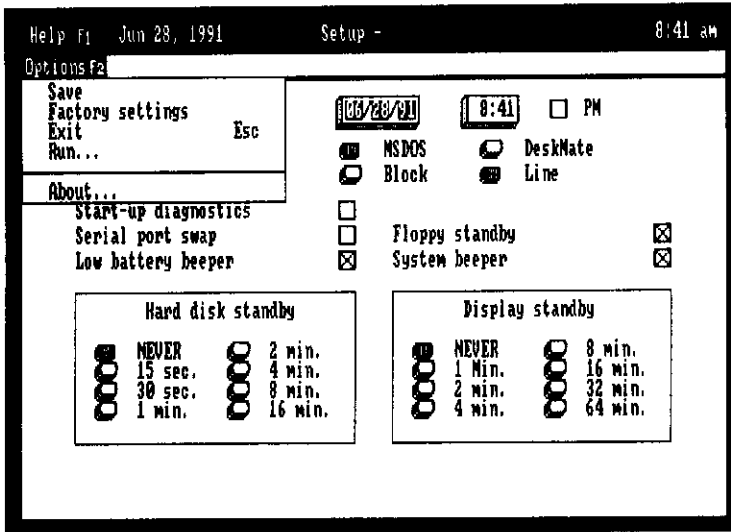 Help F1 Jun 28, 1991 Setup - 8:41 am
Options F2
Save
Factory settings
Exit Esc
Run...
About...
06/28/91 8:41 PM
MSDOS DeskMate
Block Line
Start-up diagnostics
Serial port swap Floppy standby
Low battery beeper System beeper
Hard disk standby
NEVER 2 min.
15 sec. 4 min.
30 sec. 8 min.
1 min. 16 min.
Display standby
NEVER 8 min.
1 Min. 16 min.
2 min. 32 min.
4 min. 64 min.